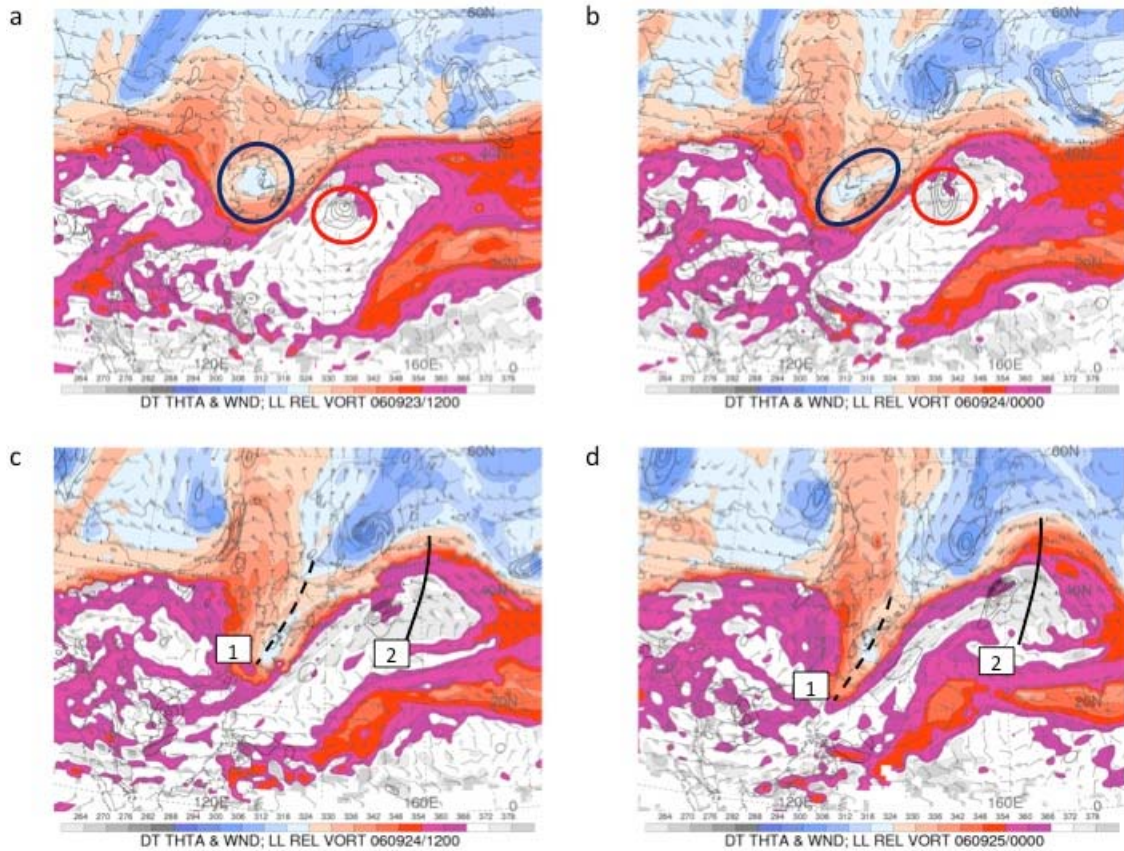 a
60N
40N
20N
120E 160E 0
264 270 276 282 288 294 300 306 312 318 324 330 336 342 348 354 360 366 372 378
DT THTA & WND; LL REL VORT 060923/1200
b
60N
40N
20N
120E 160E 0
264 270 276 282 288 294 300 306 312 318 324 330 336 342 348 354 360 366 372 378
DT THTA & WND; LL REL VORT 060924/0000
c
60N
40N
1
2
20N
120E 160E 0
264 270 276 282 288 294 300 306 312 318 324 330 336 342 348 354 360 366 372 378
DT THTA & WND; LL REL VORT 060924/1200
d
60N
40N
1
2
20N
120E 160E 0
264 270 276 282 288 294 300 306 312 318 324 330 336 342 348 354 360 366 372 378
DT THTA & WND; LL REL VORT 060925/0000